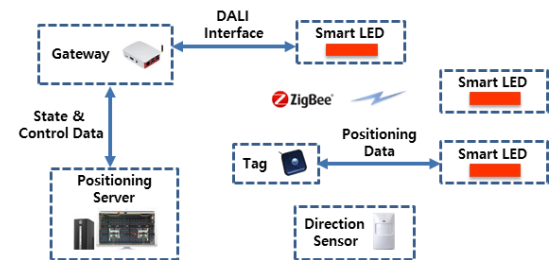 DALI
Interface
Gateway
Smart LED
Smart LED
ZigBee®
State &
Control Data
Positioning
Data
Smart LED
Tag
Positioning
Server
Direction
Sensor